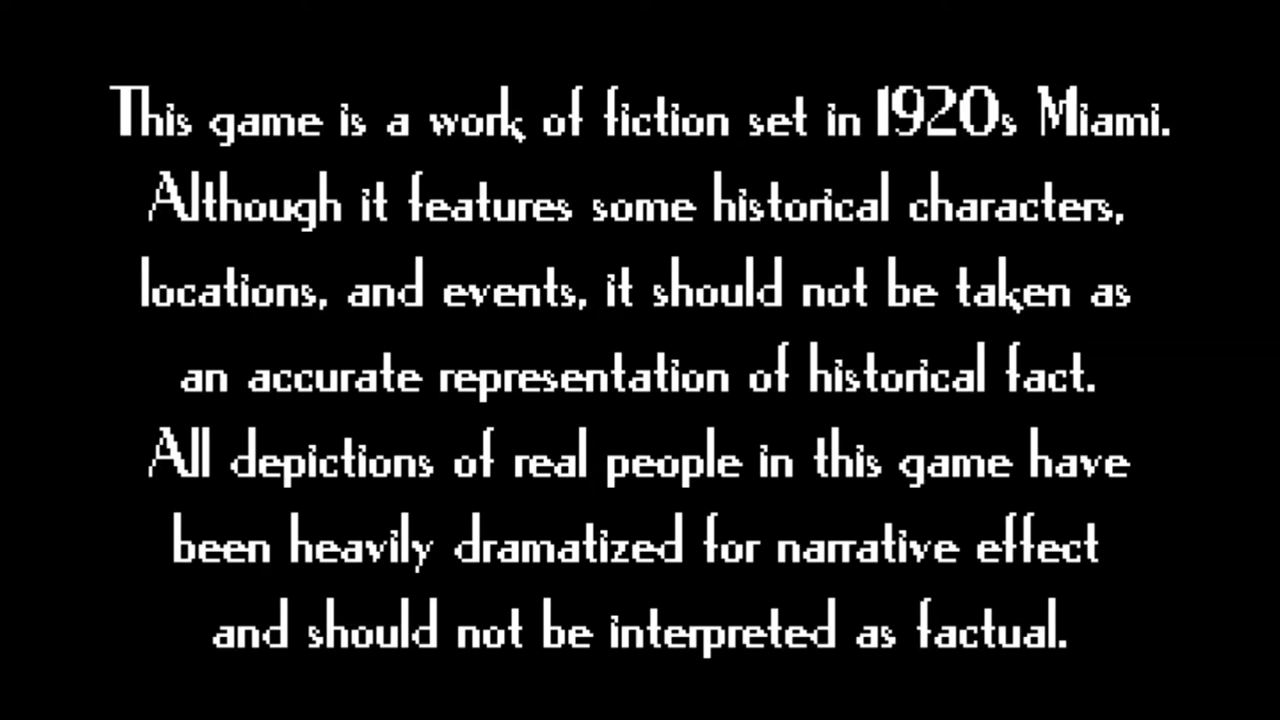 This game is a work of fiction set in 1920s Miami.
Although it features some historical characters,
locations, and events, it should not be taken as
an accurate representation of historical fact.
All depictions of real people in this game have
been heavily dramatized for narrative effect
and should not be interpreted as factual.